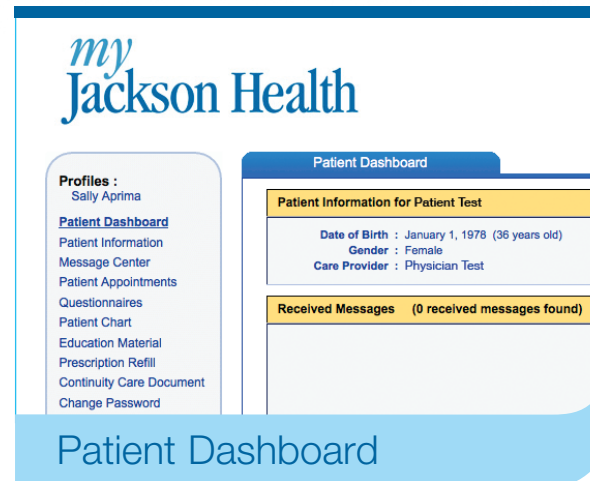 my
Jackson Health
Profiles :
Sally Aprima
Patient Dashboard
Patient Information
Message Center
Patient Appointments
Questionnaires
Patient Chart
Education Material
Prescription Refill
Continuity Care Document
Change Password
Patient Dashboard
Patient Information for Patient Test
Date of Birth : January 1, 1978 (36 years old)
Gender : Female
Care Provider : Physician Test
Received Messages (0 received messages found)
Patient Dashboard